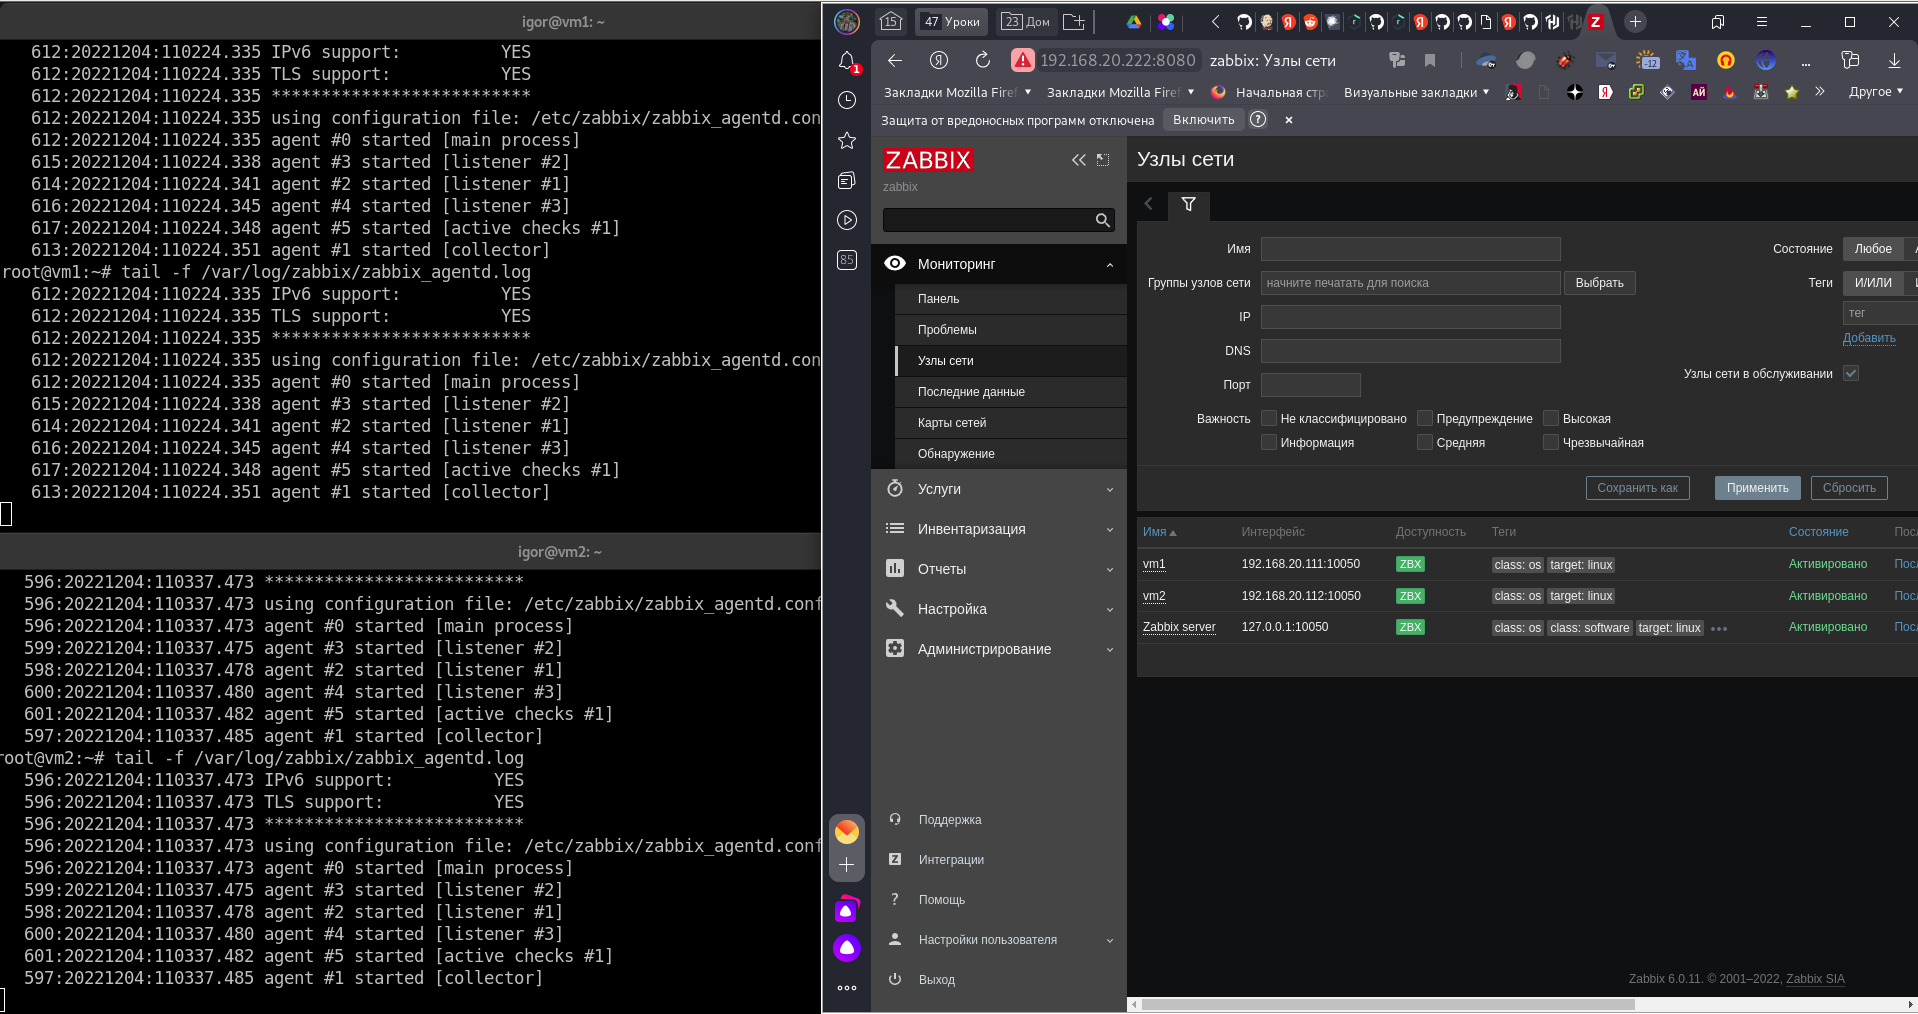 igor@vm1: ~
612:20221204:110224.335 IPv6 support:          YES
612:20221204:110224.335 TLS support:           YES
612:20221204:110224.335 **************************
612:20221204:110224.335 using configuration file: /etc/zabbix/zabbix_agentd.con
612:20221204:110224.335 agent #0 started [main process]
615:20221204:110224.338 agent #3 started [listener #2]
614:20221204:110224.341 agent #2 started [listener #1]
616:20221204:110224.345 agent #4 started [listener #3]
617:20221204:110224.348 agent #5 started [active checks #1]
613:20221204:110224.351 agent #1 started [collector]
root@vm1:~# tail -f /var/log/zabbix/zabbix_agentd.log
612:20221204:110224.335 IPv6 support:          YES
612:20221204:110224.335 TLS support:           YES
612:20221204:110224.335 **************************
612:20221204:110224.335 using configuration file: /etc/zabbix/zabbix_agentd.con
612:20221204:110224.335 agent #0 started [main process]
615:20221204:110224.338 agent #3 started [listener #2]
614:20221204:110224.341 agent #2 started [listener #1]
616:20221204:110224.345 agent #4 started [listener #3]
617:20221204:110224.348 agent #5 started [active checks #1]
613:20221204:110224.351 agent #1 started [collector]
igor@vm2: ~
596:20221204:110337.473 **************************
596:20221204:110337.473 using configuration file: /etc/zabbix/zabbix_agentd.conf
596:20221204:110337.473 agent #0 started [main process]
599:20221204:110337.475 agent #3 started [listener #2]
598:20221204:110337.478 agent #2 started [listener #1]
600:20221204:110337.480 agent #4 started [listener #3]
601:20221204:110337.482 agent #5 started [active checks #1]
597:20221204:110337.485 agent #1 started [collector]
root@vm2:~# tail -f /var/log/zabbix/zabbix_agentd.log
596:20221204:110337.473 IPv6 support:          YES
596:20221204:110337.473 TLS support:           YES
596:20221204:110337.473 **************************
596:20221204:110337.473 using configuration file: /etc/zabbix/zabbix_agentd.conf
596:20221204:110337.473 agent #0 started [main process]
599:20221204:110337.475 agent #3 started [listener #2]
598:20221204:110337.478 agent #2 started [listener #1]
600:20221204:110337.480 agent #4 started [listener #3]
601:20221204:110337.482 agent #5 started [active checks #1]
597:20221204:110337.485 agent #1 started [collector]
15 47 Уроки 23 Дом
1 192.168.20.222:8080 zabbix: Узлы сети -12
Закладки Mozilla Firef Закладки Mozilla Firef Начальная стр Визуальные закладки АЙ Другое
Защита от вредоносных программ отключена Включить ?
85
ZABBIX
zabbix
Мониторинг
Панель
Проблемы
Узлы сети
Последние данные
Карты сетей
Обнаружение
Услуги
Инвентаризация
Отчеты
Настройка
Администрирование
Поддержка
Интеграции
Помощь
Настройки пользователя
Выход
Узлы сети
Имя Состояние Любое
Группы узлов сети начните печатать для поиска Выбрать Теги И/ИЛИ
IP тег
Добавить
DNS
Узлы сети в обслуживании
Порт
Важность Не классифицировано Предупреждение Высокая
Информация Средняя Чрезвычайная
Сохранить как Применить Сбросить
Имя Интерфейс Доступность Теги Состояние Посл
vm1 192.168.20.111:10050 ZBX class: os target: linux Активировано Посл
vm2 192.168.20.112:10050 ZBX class: os target: linux Активировано Посл
Zabbix server 127.0.0.1:10050 ZBX class: os class: software target: linux ••• Активировано Посл
Zabbix 6.0.11. © 2001–2022, Zabbix SIA